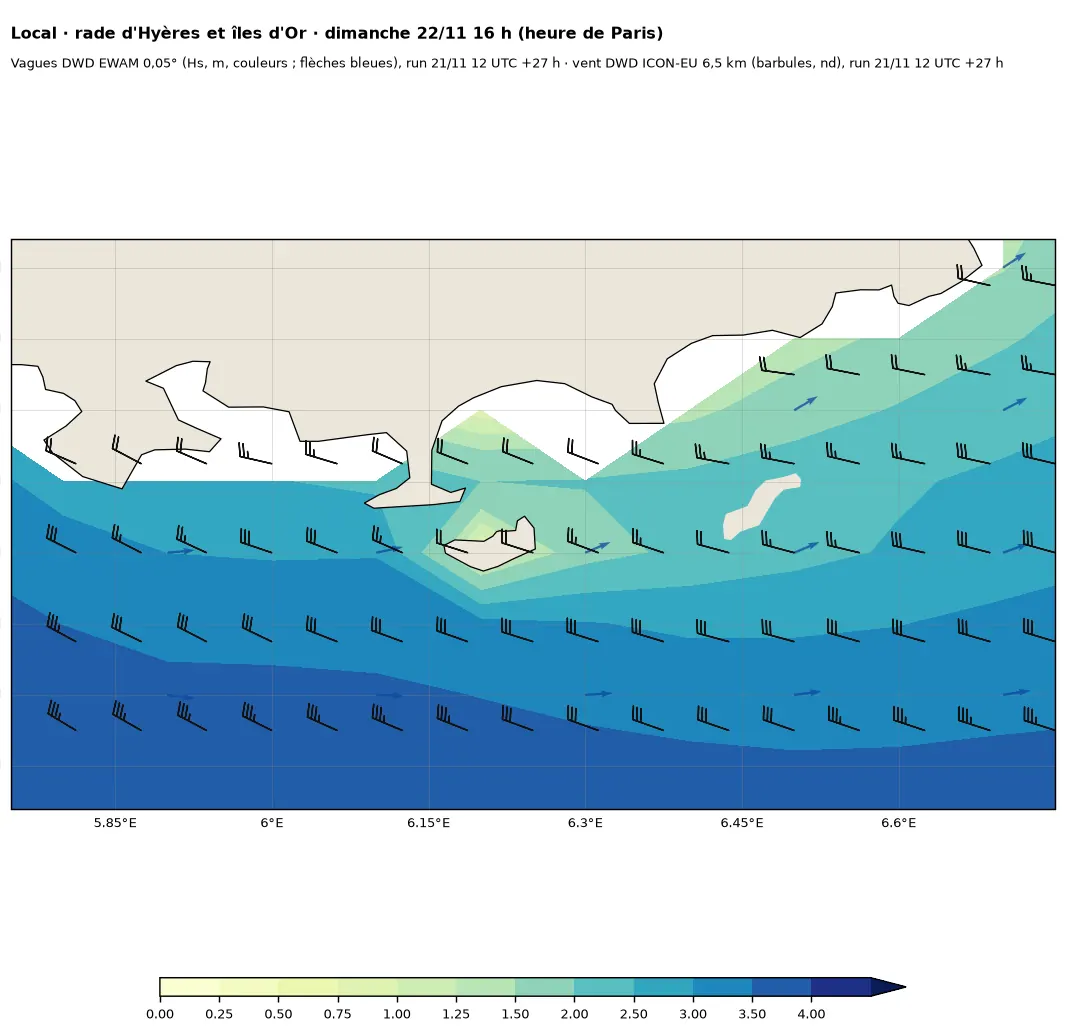 Local · rade d'Hyères et îles d'Or · dimanche 22/11 16 h (heure de Paris)
Vagues DWD EWAM 0,05° (Hs, m, couleurs ; flèches bleues), run 21/11 12 UTC +27 h · vent DWD ICON-EU 6,5 km (barbules, nd), run 21/11 12 UTC +27 h
5.85°E 6°E 6.15°E 6.3°E 6.45°E 6.6°E
0.00 0.25 0.50 0.75 1.00 1.25 1.50 2.00 2.50 3.00 3.50 4.00